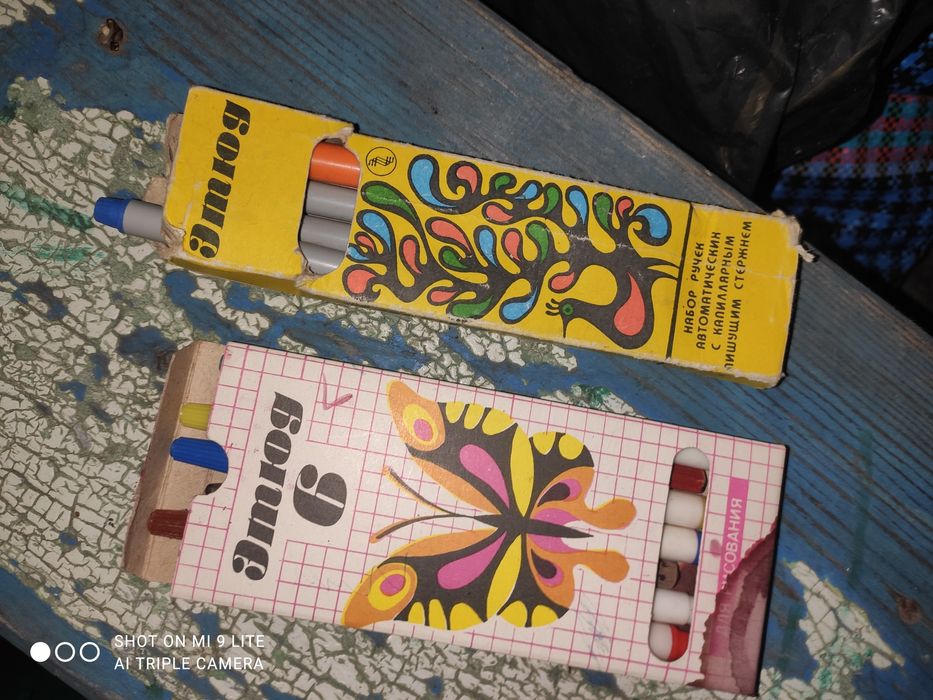 Этюд
НАБОР РУЧЕК
АВТОМАТИЧЕСКИХ
С КАПИЛЛЯРНЫМ
ПИШУЩИМ СТЕРЖНЕМ
Этюд
6
ДЛЯ РИСОВАНИЯ
SHOT ON MI 9 LITE
AI TRIPLE CAMERA